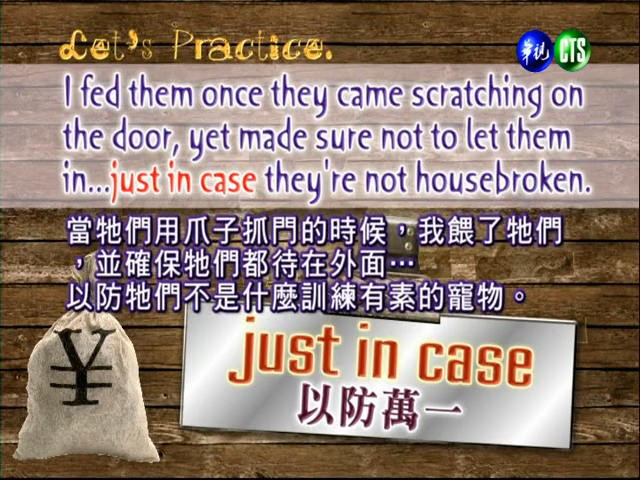 Let's Practice.
華視 CTS
I fed them once they came scratching on
the door, yet made sure not to let them
in...just in case they're not housebroken.
當牠們用爪子抓門的時候，我餵了牠們
，並確保牠們都待在外面…
以防牠們不是什麼訓練有素的寵物。
¥
just in case
以防萬一